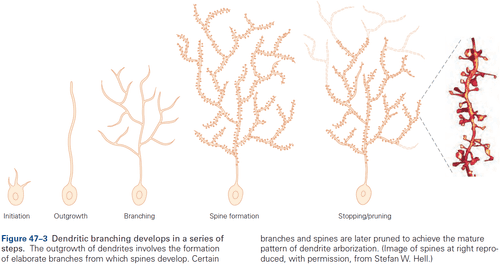 Initiation
Outgrowth
Branching
Spine formation
Stopping/pruning
Figure 47–3 Dendritic branching develops in a series of
steps. The outgrowth of dendrites involves the formation
of elaborate branches from which spines develop. Certain
branches and spines are later pruned to achieve the mature
pattern of dendrite arborization. (Image of spines at right repro-
duced, with permission, from Stefan W. Hell.)